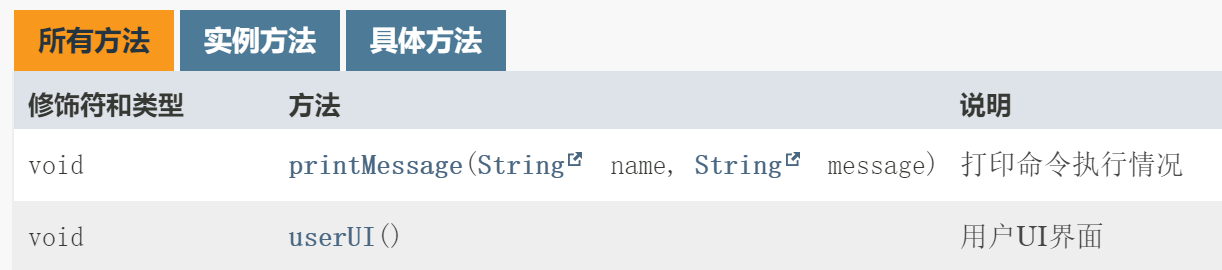 所有方法 实例方法 具体方法
修饰符和类型 方法 说明
void printMessage(String name, String message) 打印命令执行情况
void userUI() 用户UI界面